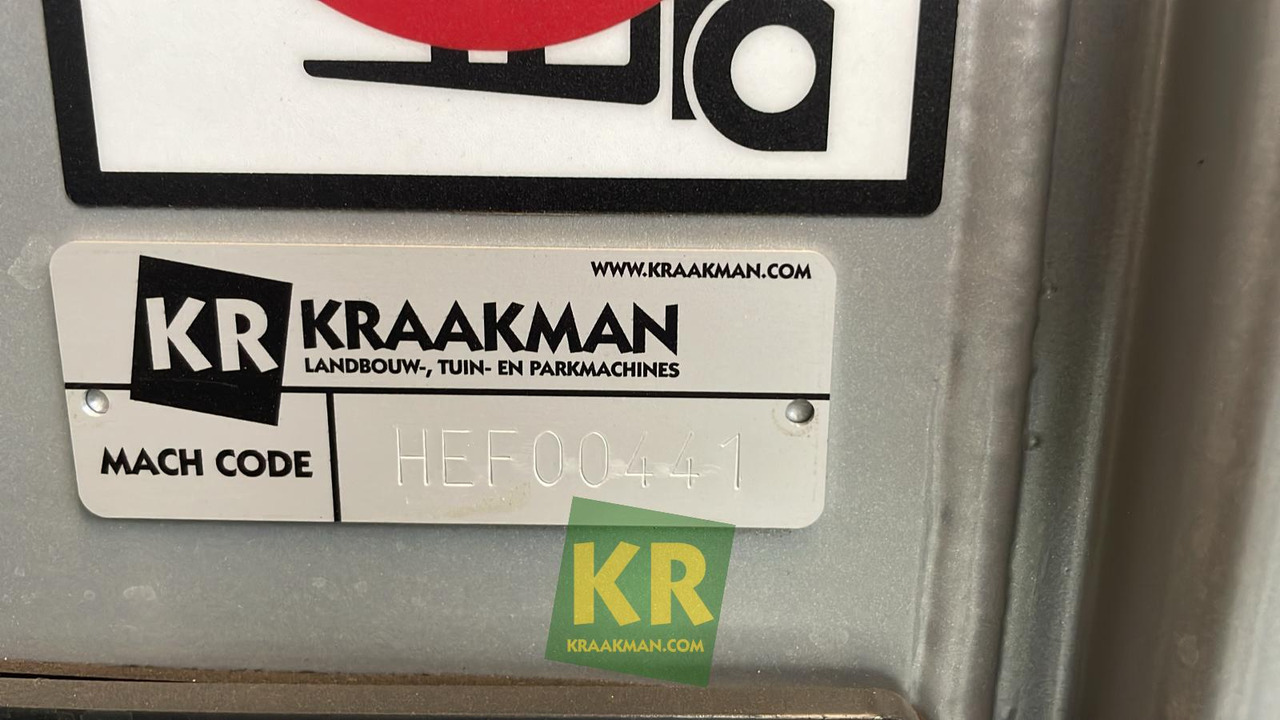 WWW.KRAAKMAN.COM
KR KRAAKMAN
LANDBOUW-, TUIN- EN PARKMACHINES
MACH CODE HEF00441
KR
KRAAKMAN.COM